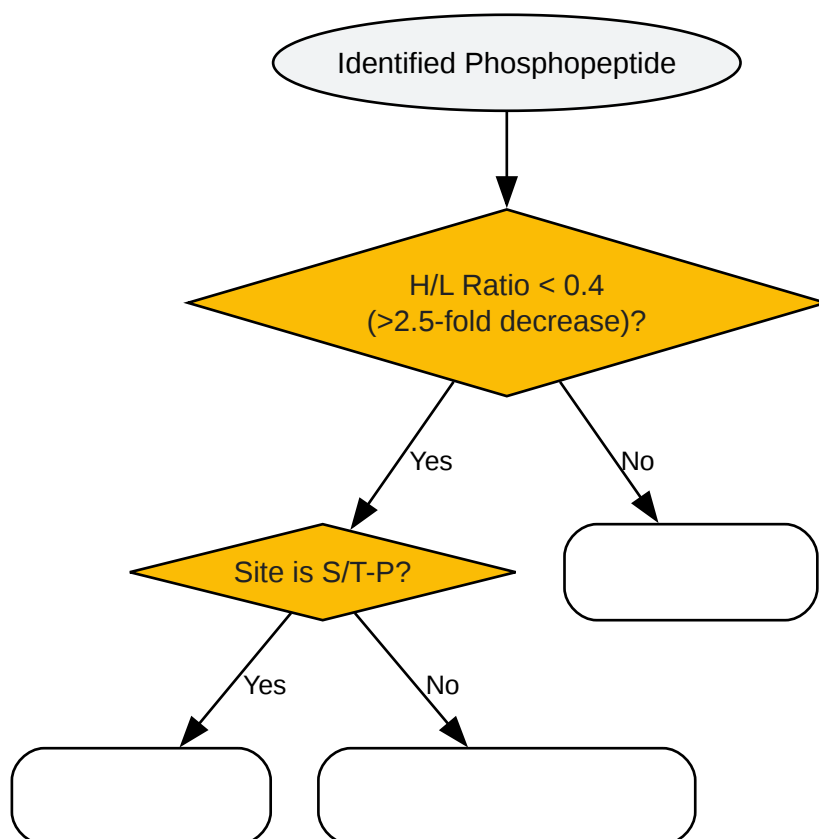 Identified Phosphopeptide
H/L Ratio < 0.4
(>2.5-fold decrease)?
Yes
No
Site is S/T-P?
Yes
No